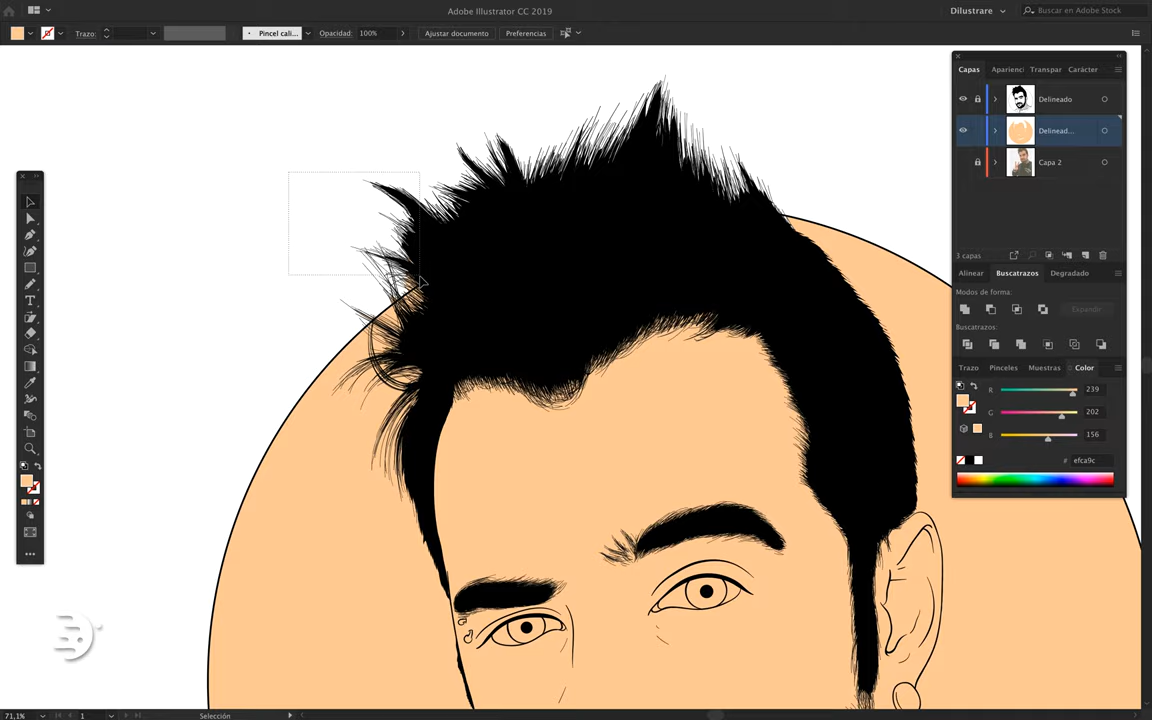 Adobe Illustrator CC 2019
Dilustrare
Buscar en Adobe Stock
Trazo:
Pincel cali...
Opacidad:
100%
Ajustar documento
Preferencias
Capas
Aparienci
Transpar
Carácter
Delineado
Delinead...
Capa 2
3 capas
Alinear
Buscatrazos
Degradado
Modos de forma:
Expandir
Buscatrazos:
Trazo
Pinceles
Muestras
Color
R
239
G
202
B
156
# efca9c
71,1%
1
Selección